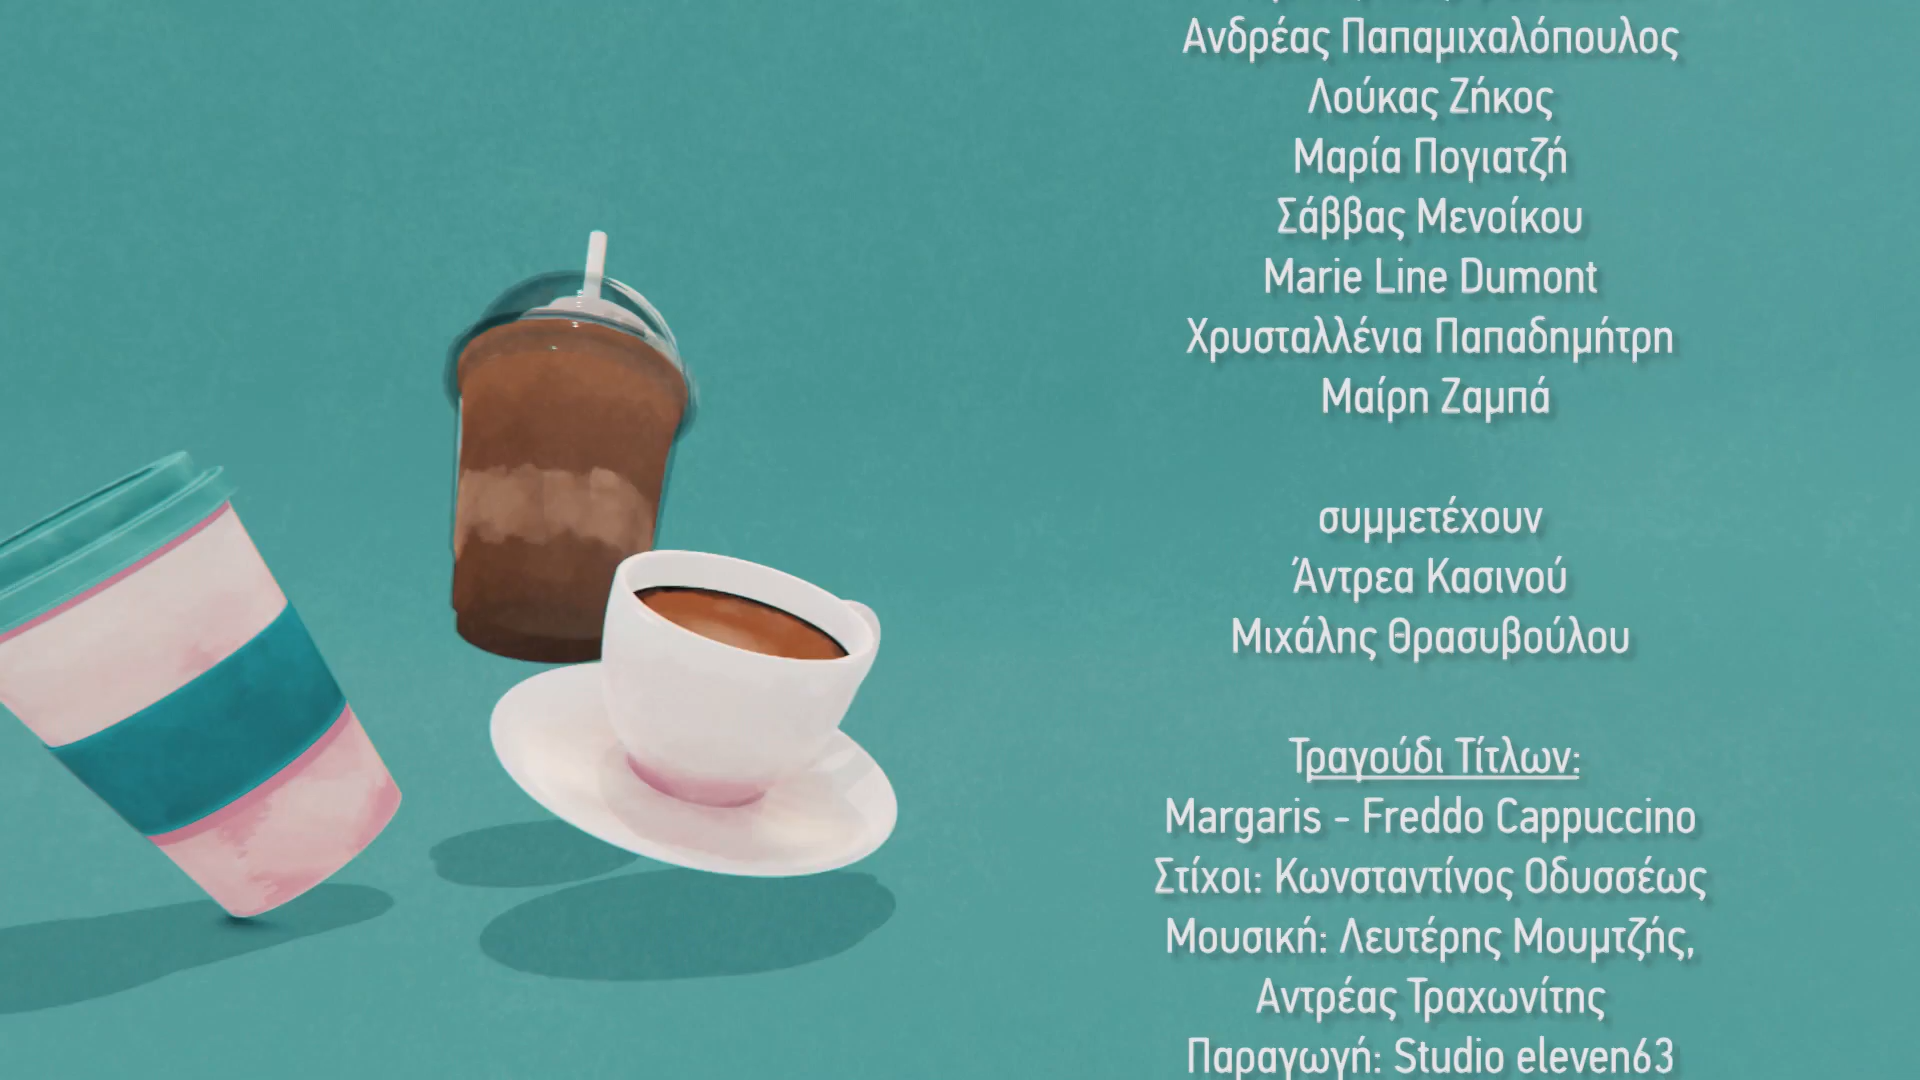 Ανδρέας Παπαμιχαλόπουλος
Λούκας Ζήκος
Μαρία Πογιατζή
Σάββας Μενοίκου
Marie Line Dumont
Χρυσταλλένια Παπαδημήτρη
Μαίρη Ζαμπά
συμμετέχουν
Άντρεα Κασινού
Μιχάλης Θρασυβούλου
Τραγούδι Τίτλων:
Margaris - Freddo Cappuccino
Στίχοι: Κωνσταντίνος Οδυσσέως
Μουσική: Λευτέρης Μουμτζής,
Αντρέας Τραχωνίτης
Παραγωγή: Studio eleven63